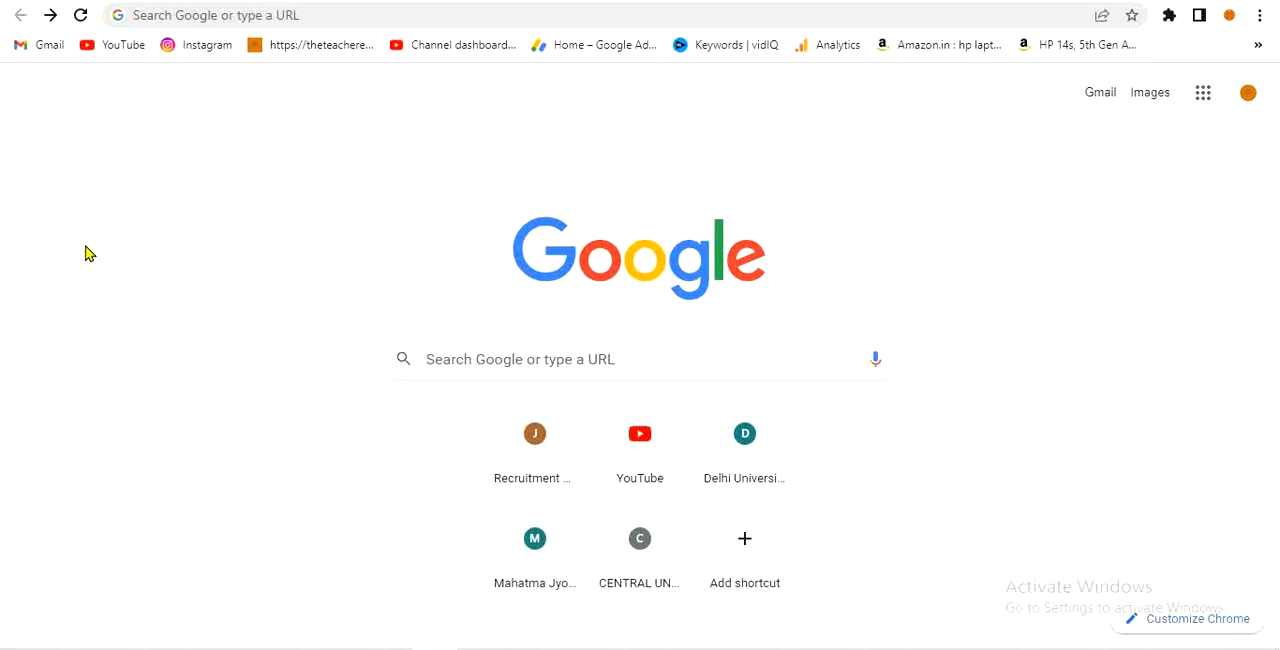 Search Google or type a URL
Gmail YouTube Instagram https://theteachere... Channel dashboard... Home – Google Ad... Keywords | vidIQ Analytics Amazon.in : hp lapt... HP 14s, 5th Gen A... »
Gmail Images
Google
Search Google or type a URL
J D
Recruitment ... YouTube Delhi Universi...
M C
Mahatma Jyo... CENTRAL UN... Add shortcut
Activate Windows
Go to Settings to activate Windows.
Customize Chrome